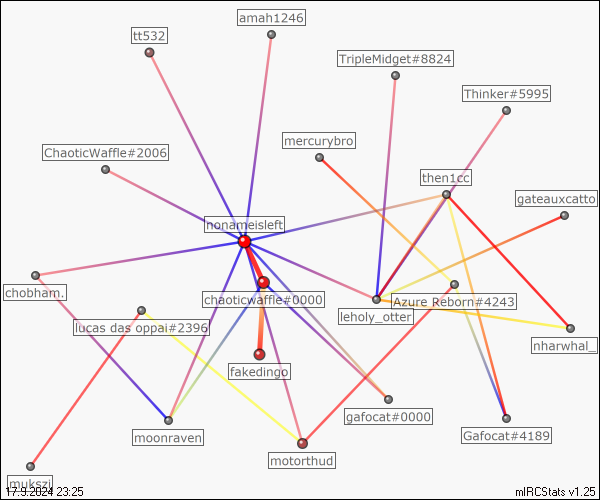 amah1246
tt532
TripleMidget#8824
Thinker#5995
mercurybro
ChaoticWaffle#2006
then1cc
gateauxcatto
nonameisleft
chobham.
chaoticwaffle#0000
Azure Reborn#4243
leholy_otter
lucas das oppai#2396
nharwhal_
fakedingo
gafocat#0000
moonraven
Gafocat#4189
motorthud
mukszi
17.9.2024 23:25
mIRCStats v1.25